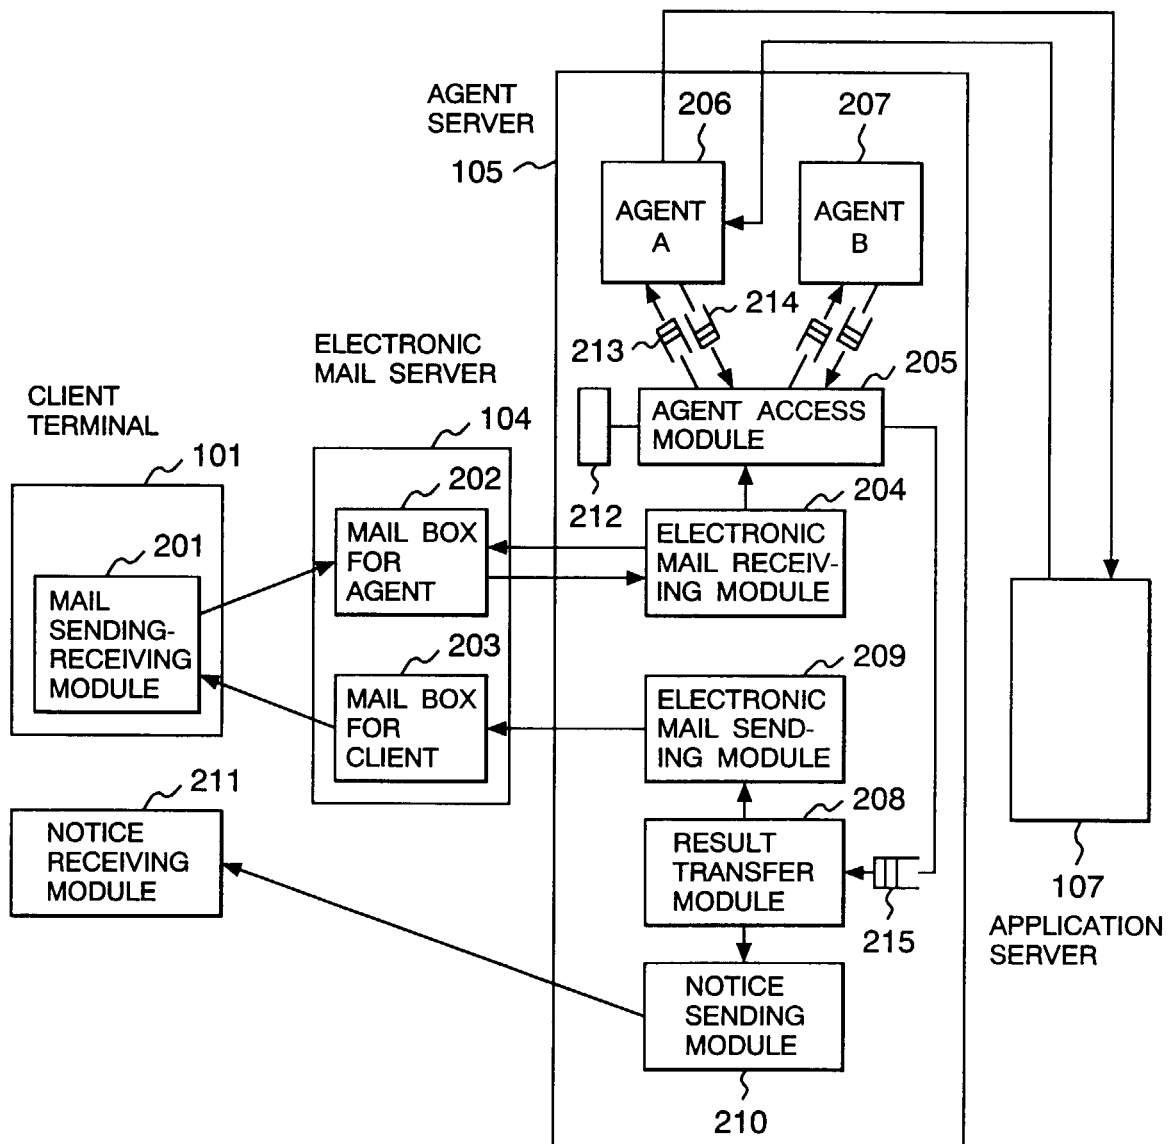 AGENT
SERVER
105
206
207
AGENT
A
AGENT
B
213
214
205
AGENT ACCESS
MODULE
212
ELECTRONIC
MAIL SERVER
104
CLIENT
TERMINAL
101
202
MAIL BOX
FOR
AGENT
204
ELECTRONIC
MAIL RECEIV-
ING MODULE
201
MAIL
SENDING-
RECEIVING
MODULE
203
MAIL BOX
FOR
CLIENT
209
ELECTRONIC
MAIL SEND-
ING MODULE
211
NOTICE
RECEIVING
MODULE
208
RESULT
TRANSFER
MODULE
215
107
APPLICATION
SERVER
NOTICE
SENDING
MODULE
210